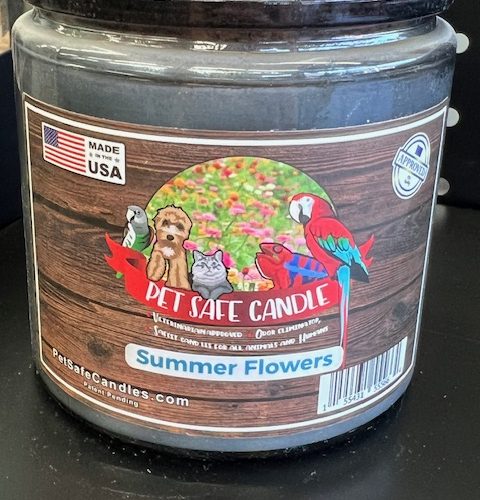 MADE
IN THE
USA
APPROVED
PET SAFE CANDLE
VETERINARIAN APPROVED ODOR ELIMINATOR,
SAFEST CANDLES FOR ALL ANIMALS AND HUMANS
Summer Flowers
PetSafeCandles.com
Patent Pending